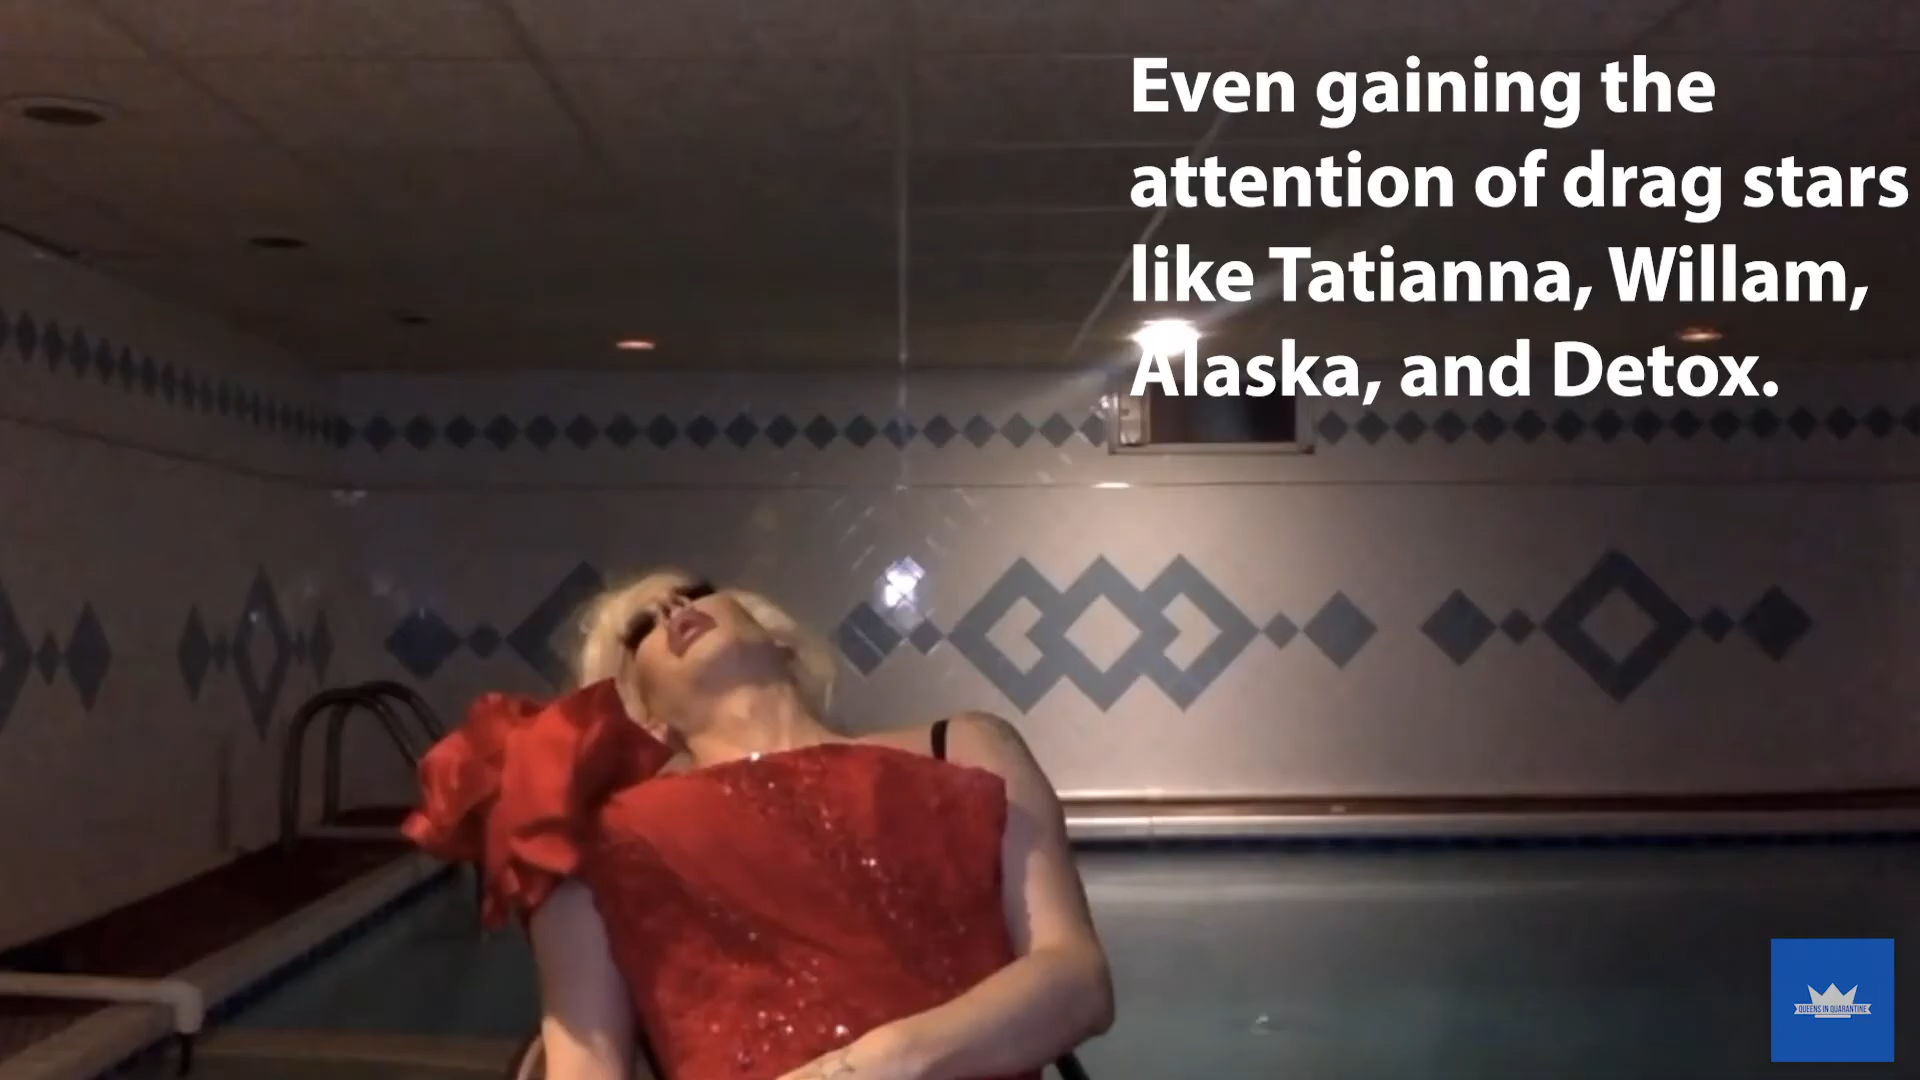 Even gaining the
attention of drag stars
like Tatianna, Willam,
Alaska, and Detox.
QUEENS IN QUARANTINE